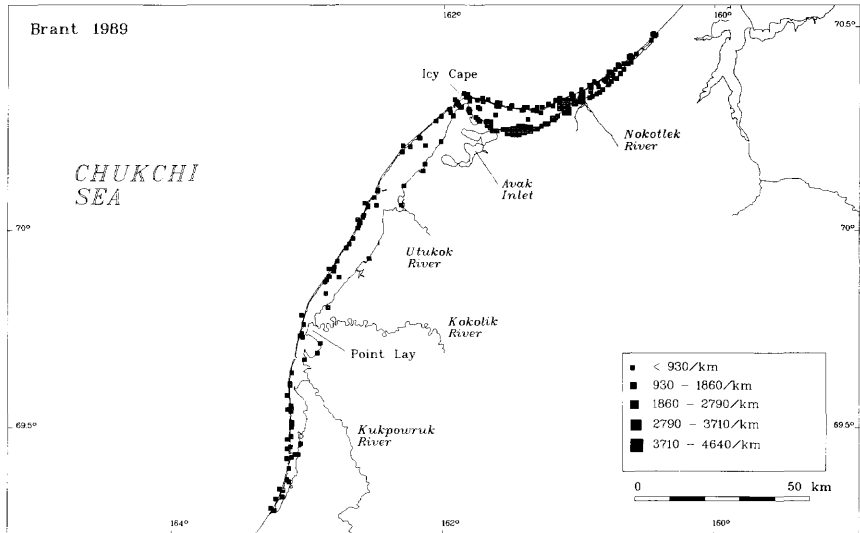 162°
160°
Brant 1989
70.5°
Icy Cape
Nokotlek
River
CHUKCHI
SEA
Avak
Inlet
70°
70°
Utukok
River
Kokolik
River
Point Lay
< 930/km
930 - 1860/km
1860 - 2790/km
2790 - 3710/km
3710 - 4640/km
69.5°
69.5°
Kukpowruk
River
0 50 km
164°
162°
160°